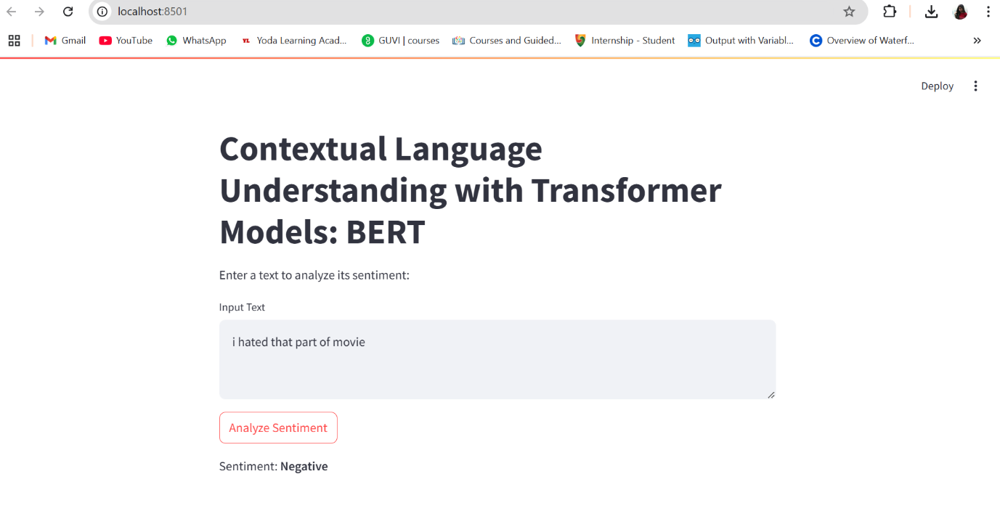 localhost:8501
Gmail YouTube WhatsApp YL Yoda Learning Acad... GUVI | courses Courses and Guided... Internship - Student Output with Variabl... Overview of Waterf...
Deploy
Contextual Language
Understanding with Transformer
Models: BERT
Enter a text to analyze its sentiment:
Input Text
i hated that part of movie
Analyze Sentiment
Sentiment: Negative